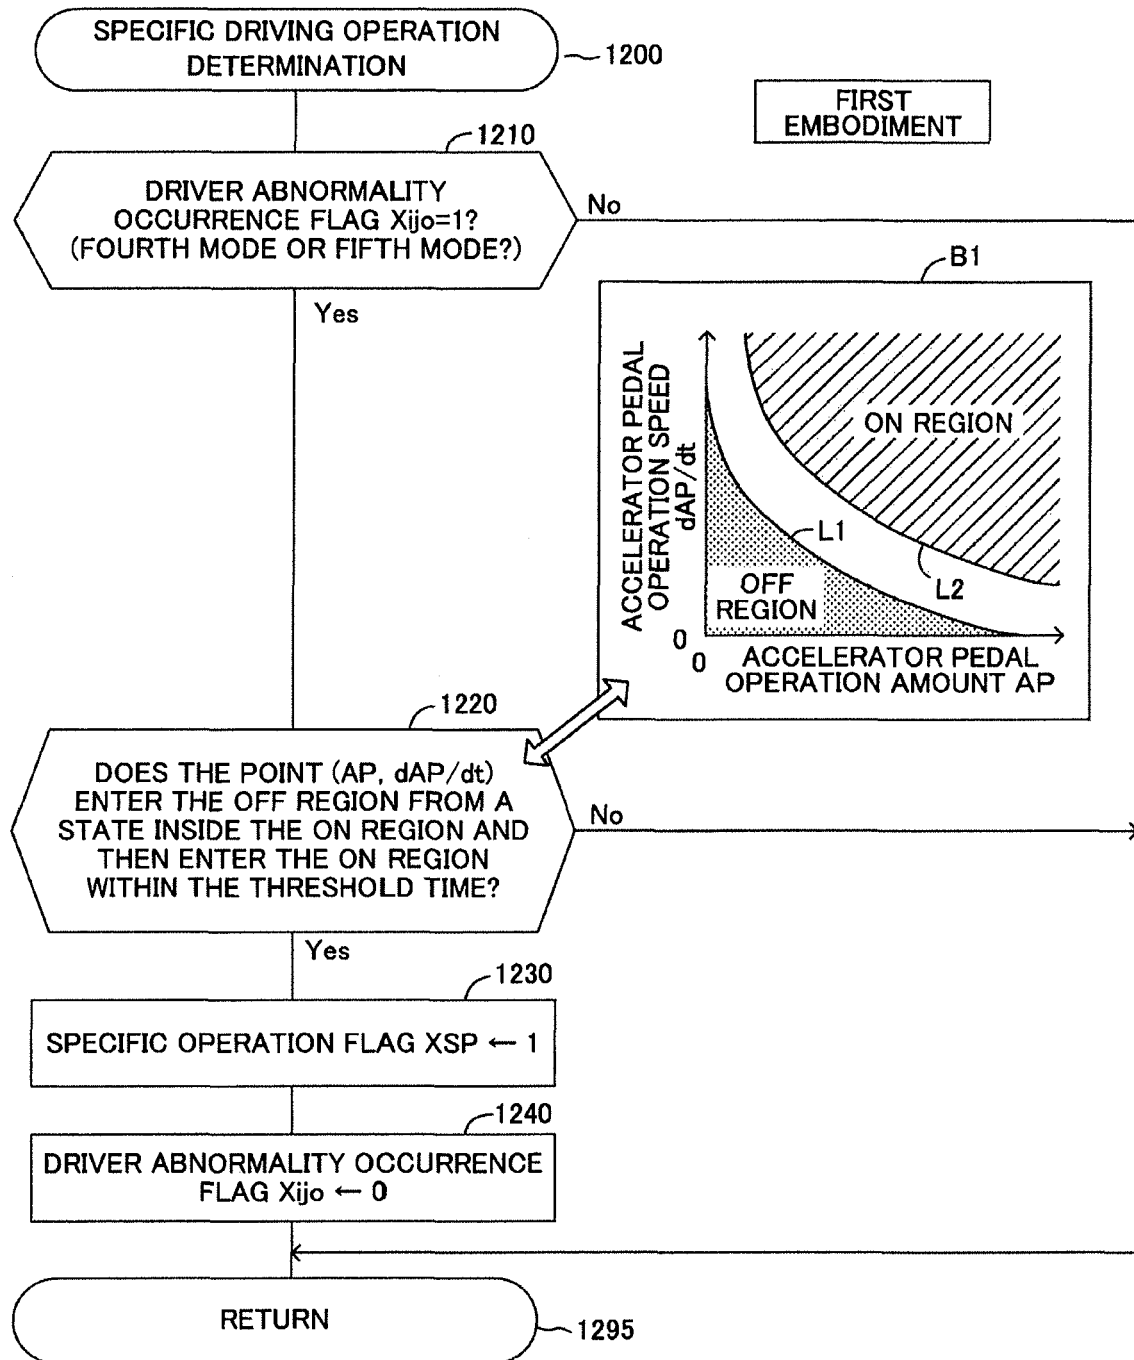 SPECIFIC DRIVING OPERATION
DETERMINATION
1200
FIRST
EMBODIMENT
1210
DRIVER ABNORMALITY
OCCURRENCE FLAG Xijo=1?
(FOURTH MODE OR FIFTH MODE?)
No
Yes
B1
ACCELERATOR PEDAL
OPERATION SPEED
dAP/dt
ON REGION
L1
L2
OFF
REGION
0
0
ACCELERATOR PEDAL
OPERATION AMOUNT AP
1220
DOES THE POINT (AP, dAP/dt)
ENTER THE OFF REGION FROM A
STATE INSIDE THE ON REGION AND
THEN ENTER THE ON REGION
WITHIN THE THRESHOLD TIME?
No
Yes
1230
SPECIFIC OPERATION FLAG XSP ← 1
1240
DRIVER ABNORMALITY OCCURRENCE
FLAG Xijo ← 0
RETURN
1295